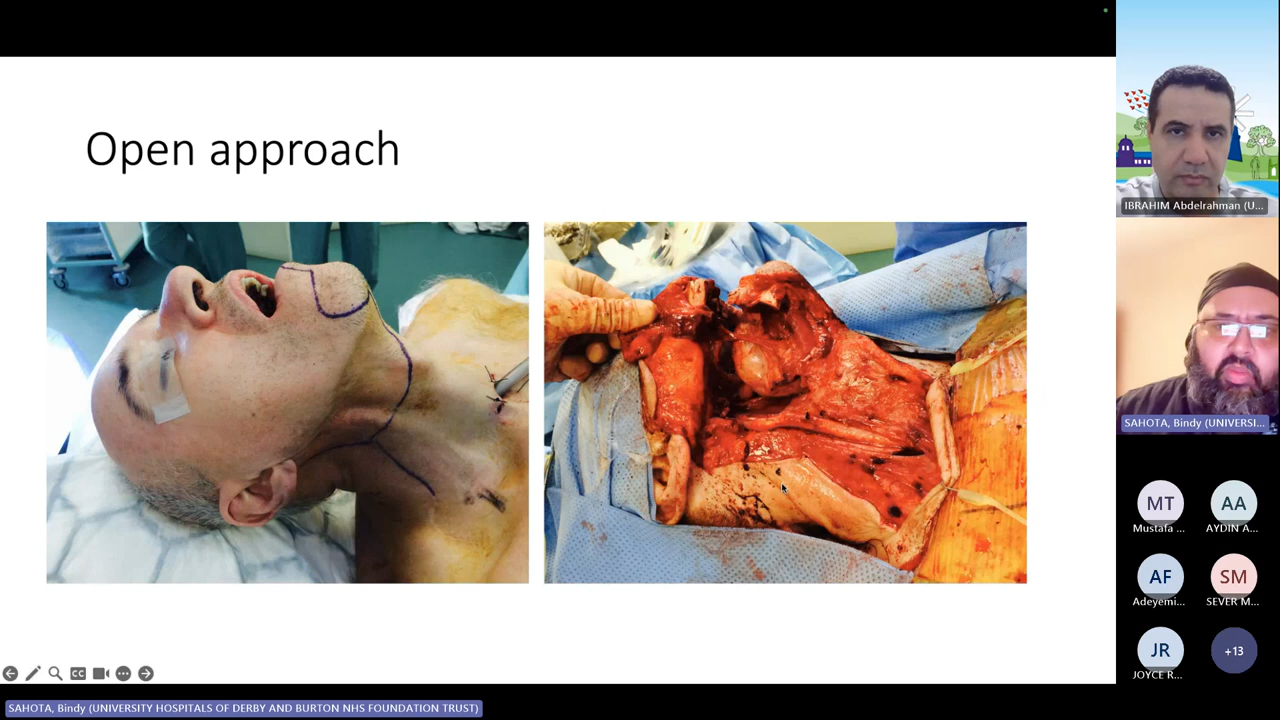 Open approach
IBRAHIM Abdelrahman (U...
SAHOTA, Bindy (UNIVERSI...
MT
AA
Mustafa ...
AYDIN A...
AF
SM
Adeyemi...
SEVER M...
JR
+13
JOYCE R...
CC
SAHOTA, Bindy (UNIVERSITY HOSPITALS OF DERBY AND BURTON NHS FOUNDATION TRUST)